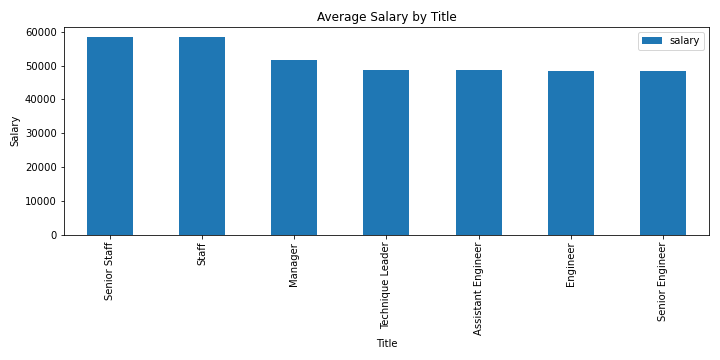 Average Salary by Title
salary
Salary
60000
50000
40000
30000
20000
10000
0
Senior Staff
Staff
Manager
Technique Leader
Assistant Engineer
Engineer
Senior Engineer
Title